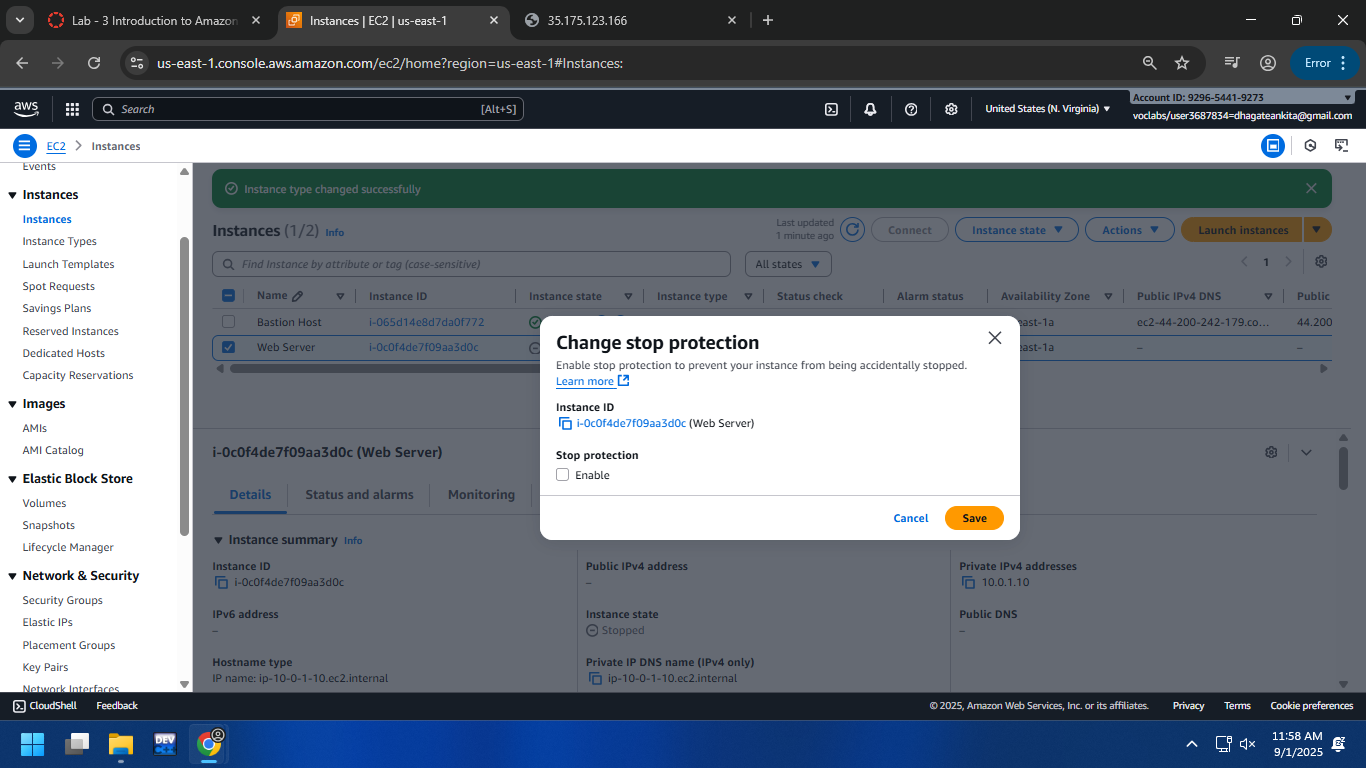 Lab - 3 Introduction to Amazon
Instances | EC2 | us-east-1
35.175.123.166
us-east-1.console.aws.amazon.com/ec2/home?region=us-east-1#Instances:
Error
aws
Search
[Alt+S]
United States (N. Virginia)
Account ID: 9296-5441-9273
voclabs/user3687834=dhagateankita@gmail.com
EC2
Instances
Events
Instances
Instances
Instance Types
Launch Templates
Spot Requests
Savings Plans
Reserved Instances
Dedicated Hosts
Capacity Reservations
Images
AMIs
AMI Catalog
Elastic Block Store
Volumes
Snapshots
Lifecycle Manager
Network & Security
Security Groups
Elastic IPs
Placement Groups
Key Pairs
Network Interfaces
Instance type changed successfully
Instances (1/2) Info
Last updated
1 minute ago
Connect
Instance state
Actions
Launch instances
Find Instance by attribute or tag (case-sensitive)
All states
1
Name
Instance ID
Instance state
Instance type
Status check
Alarm status
Availability Zone
Public IPv4 DNS
Public
Bastion Host
i-065d14e8d7da0f772
east-1a
ec2-44-200-242-179.co...
44.200
Web Server
i-0c0f4de7f09aa3d0c
east-1a
–
–
Change stop protection
Enable stop protection to prevent your instance from being accidentally stopped.
Learn more
Instance ID
i-0c0f4de7f09aa3d0c (Web Server)
Stop protection
Enable
Cancel
Save
i-0c0f4de7f09aa3d0c (Web Server)
Details
Status and alarms
Monitoring
Instance summary Info
Instance ID
i-0c0f4de7f09aa3d0c
Public IPv4 address
–
Private IPv4 addresses
10.0.1.10
IPv6 address
–
Instance state
Stopped
Public DNS
–
Hostname type
IP name: ip-10-0-1-10.ec2.internal
Private IP DNS name (IPv4 only)
ip-10-0-1-10.ec2.internal
CloudShell
Feedback
© 2025, Amazon Web Services, Inc. or its affiliates.
Privacy
Terms
Cookie preferences
DEV
11:58 AM
9/1/2025